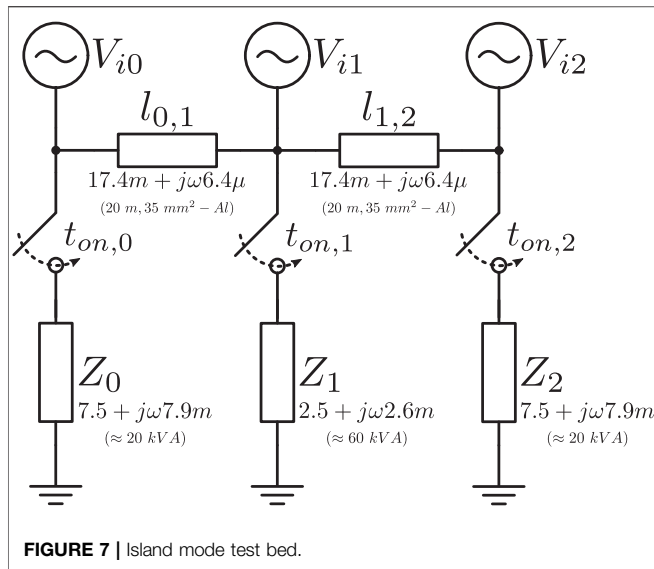 V_{i0} V_{i1} V_{i2}
l_{0,1} l_{1,2}
17.4m + jω6.4μ 17.4m + jω6.4μ
(20 m, 35 mm² − Al) (20 m, 35 mm² − Al)
t_{on,0} t_{on,1} t_{on,2}
Z_0 Z_1 Z_2
7.5 + jω7.9m 2.5 + jω2.6m 7.5 + jω7.9m
(≈ 20 kVA) (≈ 60 kVA) (≈ 20 kVA)
FIGURE 7 | Island mode test bed.